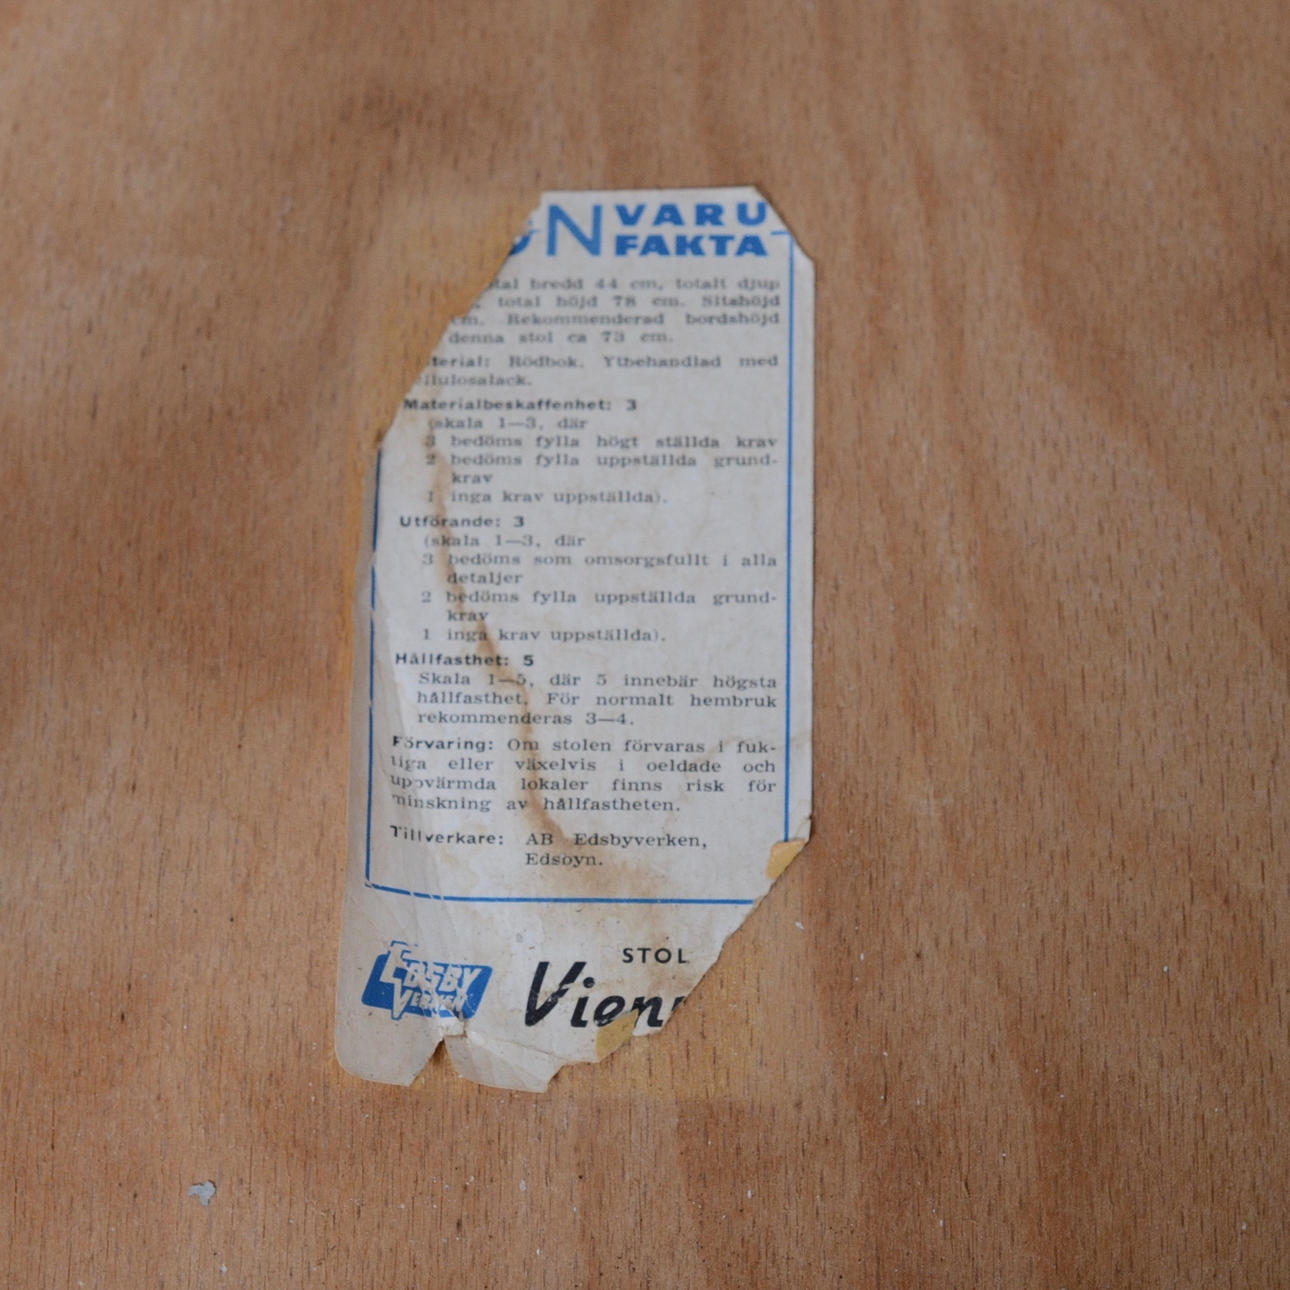 N VARU-
FAKTA
bredd 44 cm, totalt djup
total höjd 78 cm. Sitshöjd
cm. Rekommenderad bordshöjd
denna stol ca 73 cm.
Rödbok. Ytbehandlad med
Materialbeskaffenhet: 3
(skala 1—3, där
3 bedöms fylla högt ställda krav
2 bedöms fylla uppställda grund-
krav
1 inga krav uppställda).
Utförande: 3
(skala 1—3, där
3 bedöms som omsorgsfullt i alla
detaljer
2 bedöms fylla uppställda grund-
krav
1 inga krav uppställda).
Hållfasthet: 5
Skala 1—5, där 5 innebär högsta
hållfasthet. För normalt hembruk
rekommenderas 3—4.
Förvaring: Om stolen förvaras i fuk-
tiga eller växelvis i oeldade och
uppvärmda lokaler finns risk för
minskning av hållfastheten.
Tillverkare: AB Edsbyverken,
Edsbyn.
EDSBY
VERKEN
STOL
Vien